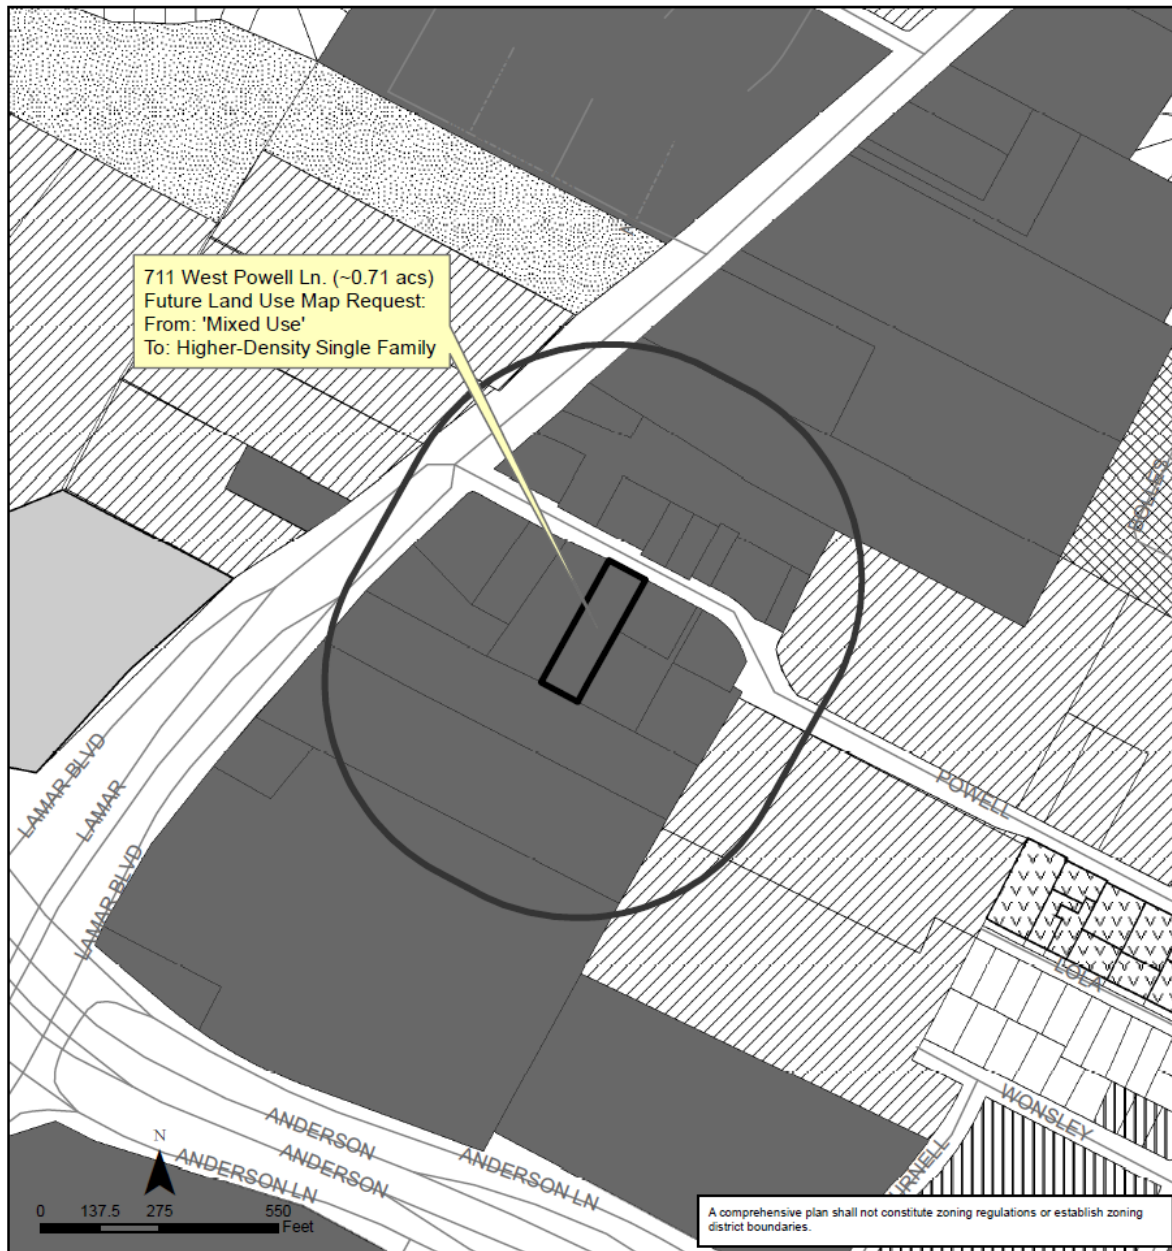 711 West Powell Ln. (~0.71 acs)
Future Land Use Map Request:
From: 'Mixed Use'
To: Higher-Density Single Family
BOLLES
LAMAR BLVD
LAMAR
LAMAR BLVD
POWELL
LOLA
WONSLEY
ANDERSON
ANDERSON LN
ANDERSON
ANDERSON LN
URNELL
N
0 137.5 275 550
Feet
A comprehensive plan shall not constitute zoning regulations or establish zoning
district boundaries.